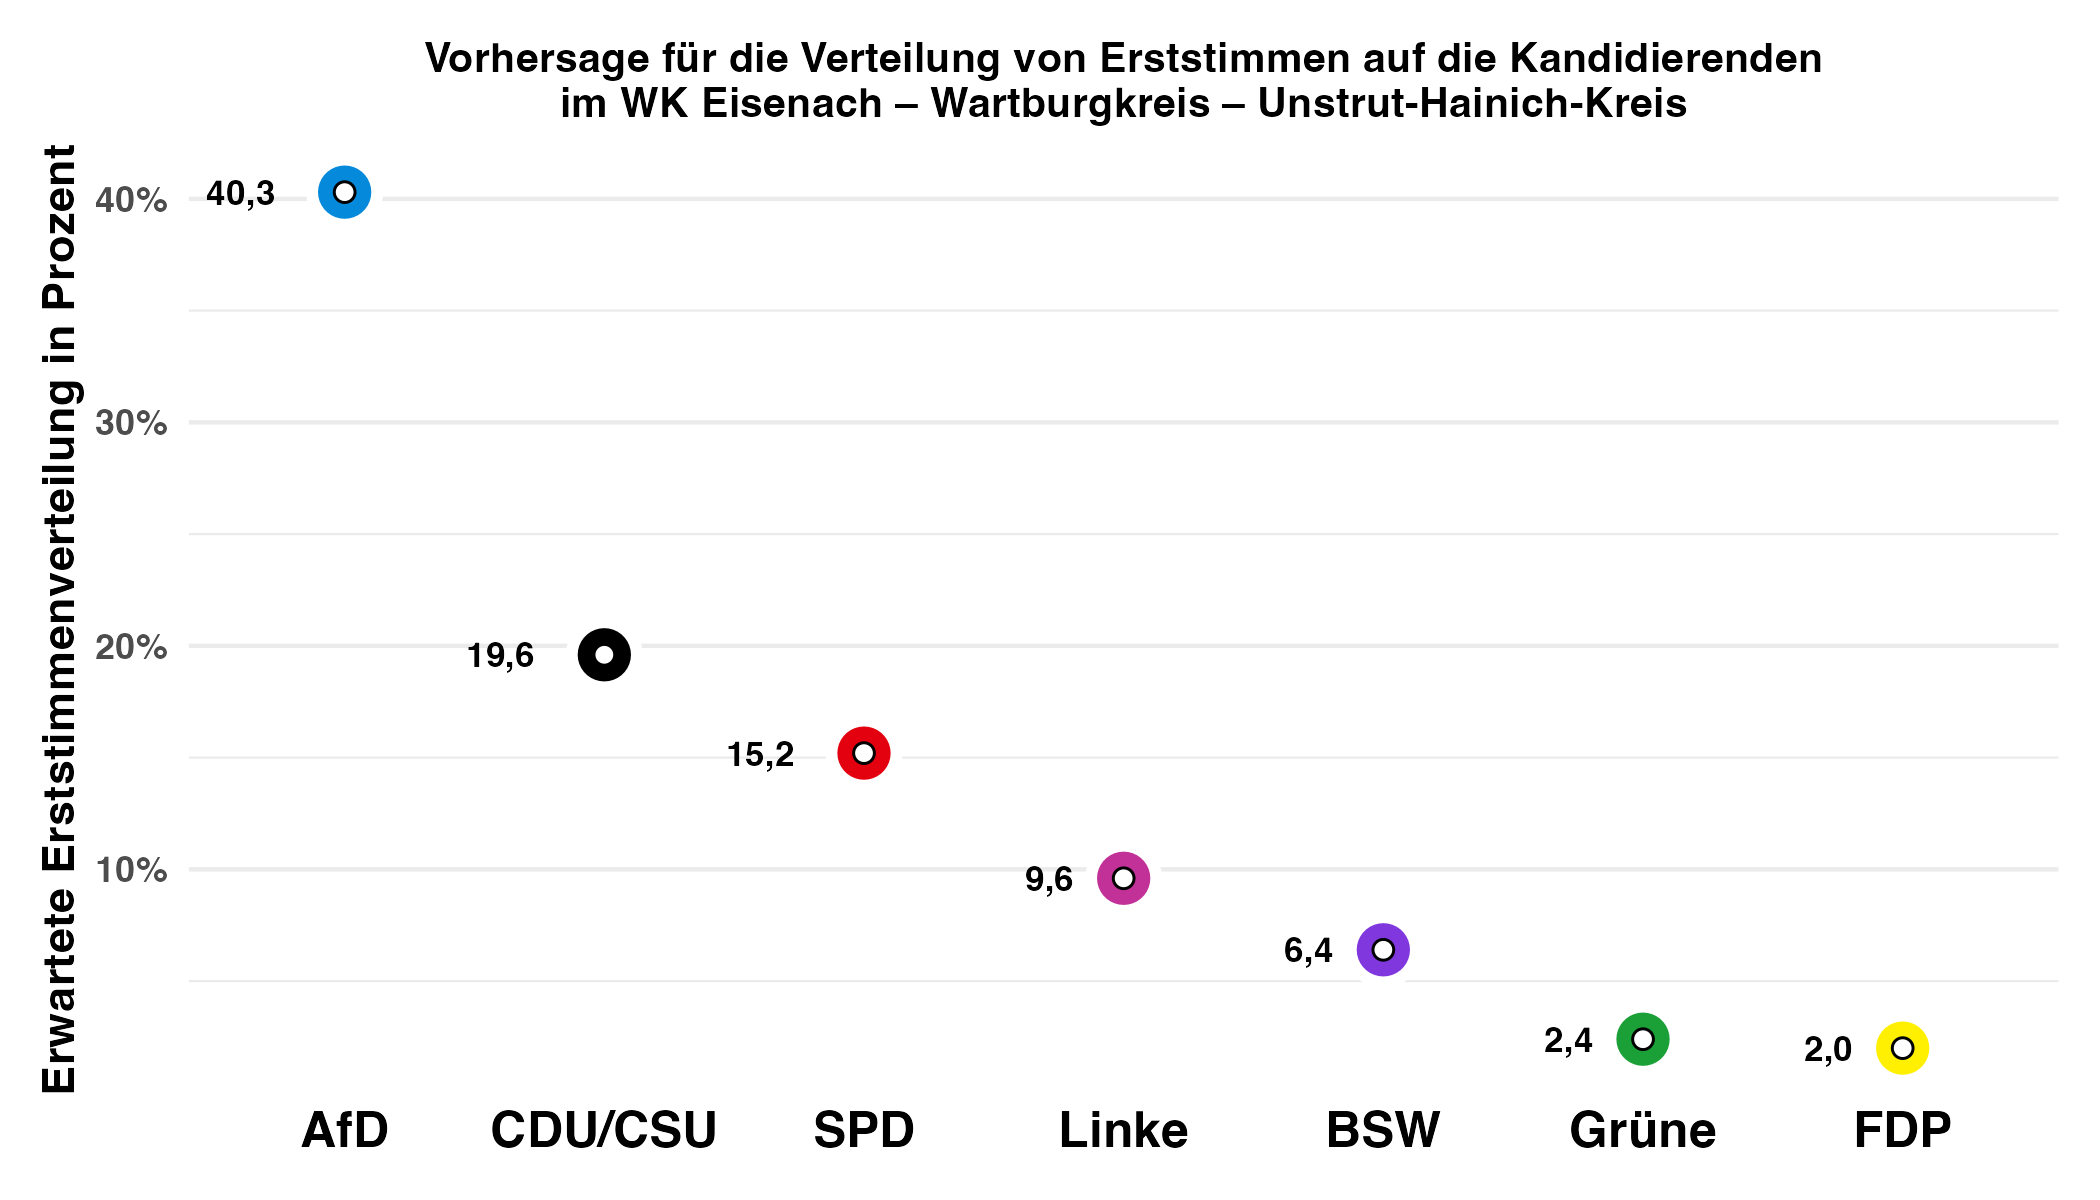 Vorhersage für die Verteilung von Erststimmen auf die Kandidierenden
im WK Eisenach – Wartburgkreis – Unstrut-Hainich-Kreis
Erwartete Erststimmenverteilung in Prozent
40%
30%
20%
10%
40,3
19,6
15,2
9,6
6,4
2,4
2,0
AfD
CDU/CSU
SPD
Linke
BSW
Grüne
FDP